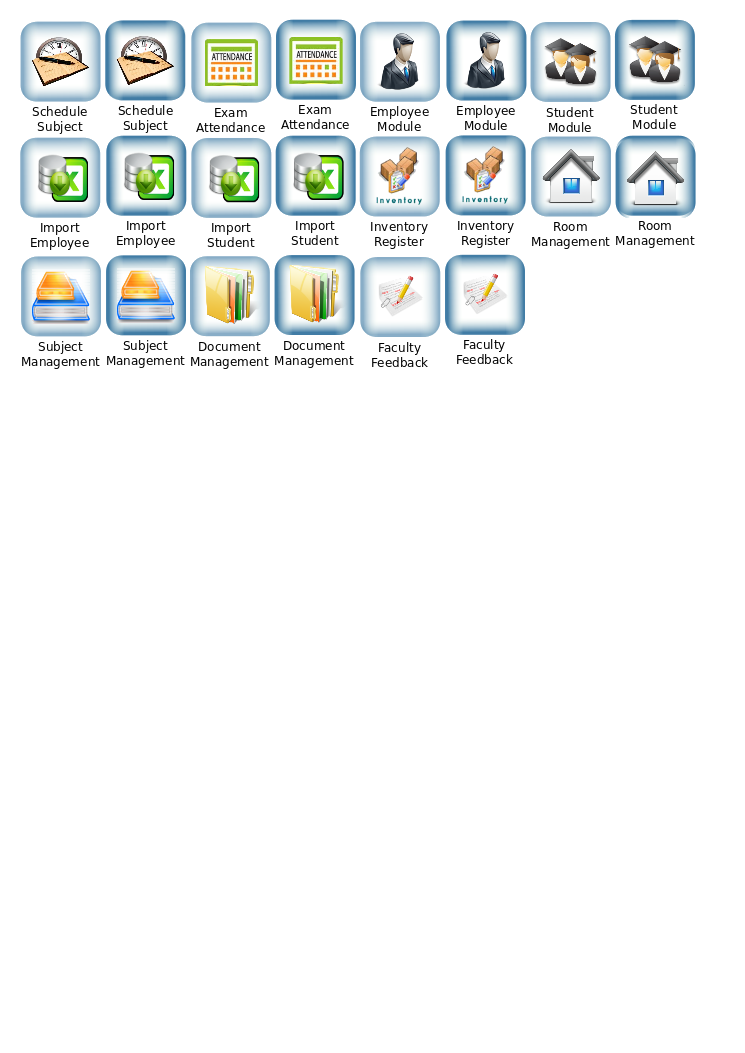 Schedule
Subject
Schedule
Subject
ATTENDANCE
Exam
Attendance
ATTENDANCE
Exam
Attendance
Employee
Module
Employee
Module
Student
Module
Student
Module
X
Import
Employee
X
Import
Employee
X
Import
Student
X
Import
Student
Inventory
Inventory
Register
Inventory
Inventory
Register
Room
Management
Room
Management
Subject
Management
Subject
Management
Document
Management
Document
Management
Faculty
Feedback
Faculty
Feedback